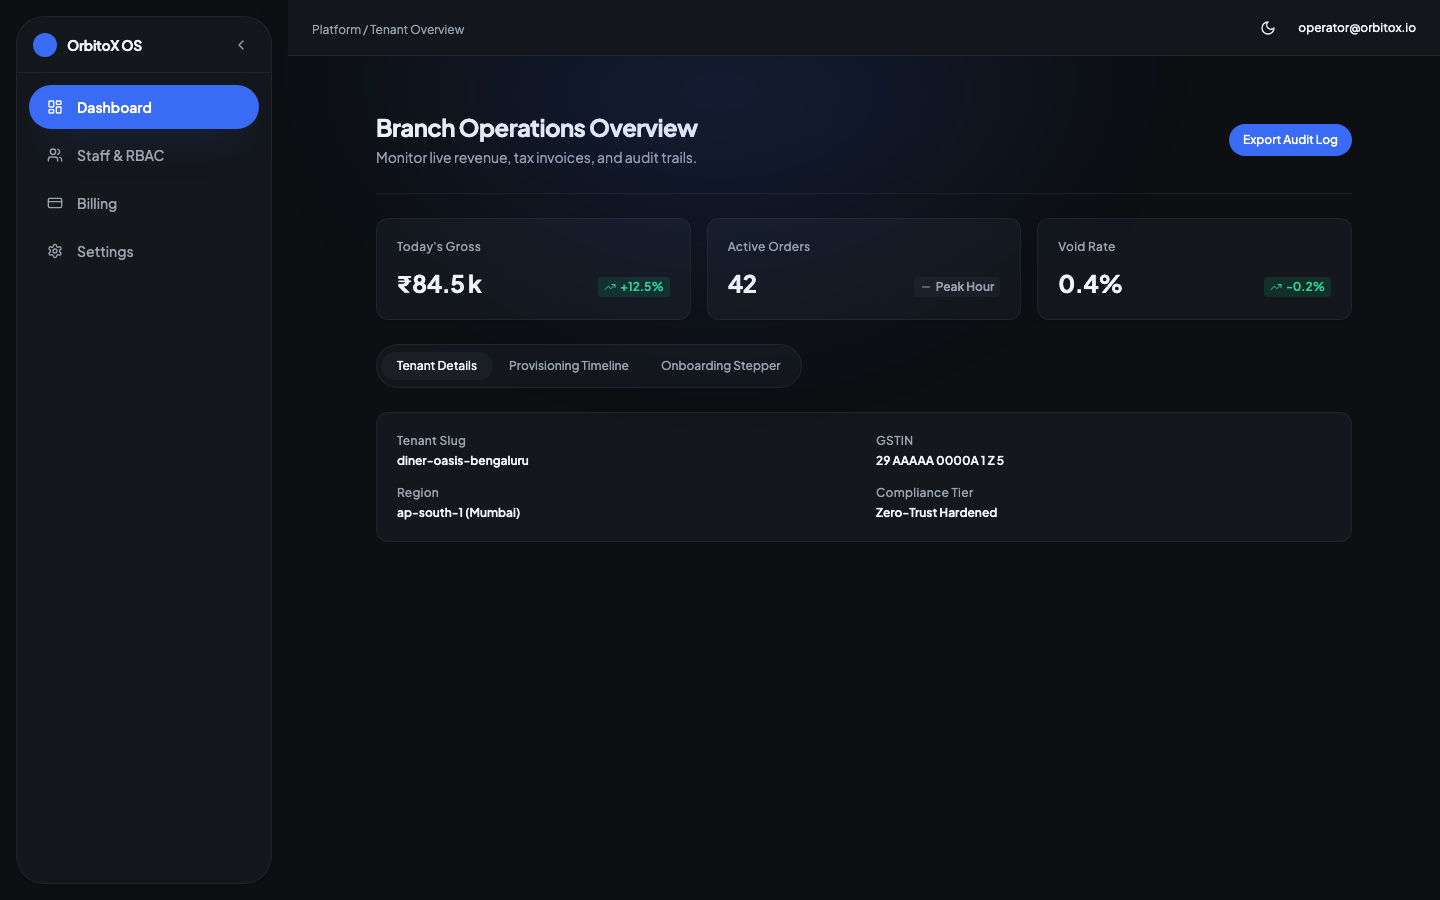 OrbitoX OS
Platform / Tenant Overview
operator@orbitox.io
Dashboard
Staff & RBAC
Billing
Settings
Branch Operations Overview
Monitor live revenue, tax invoices, and audit trails.
Export Audit Log
Today's Gross
₹84.5k
+12.5%
Active Orders
42
Peak Hour
Void Rate
0.4%
-0.2%
Tenant Details
Provisioning Timeline
Onboarding Stepper
Tenant Slug
diner-oasis-bengaluru
GSTIN
29AAAAA0000A1Z5
Region
ap-south-1 (Mumbai)
Compliance Tier
Zero-Trust Hardened